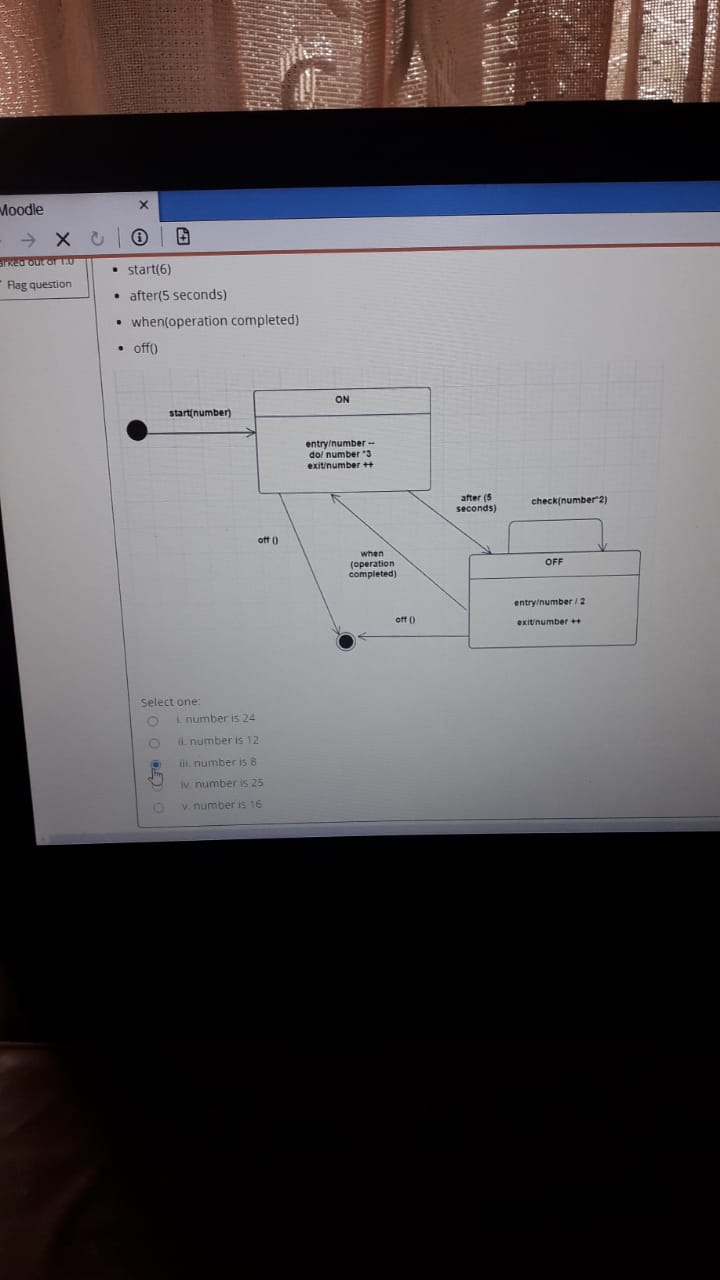 Moodle
arked out of 1.0
Flag question
• start(6)
• after(5 seconds)
• when(operation completed)
• off()
start(number)
ON
entry/number --
do/ number *3
exit/number ++
after (5
seconds)
check(number*2)
off ()
when
(operation
completed)
OFF
entry/number / 2
exit/number ++
off ()
Select one:
i. number is 24
ii. number is 12
iii. number is 8
iv. number is 25
v. number is 16